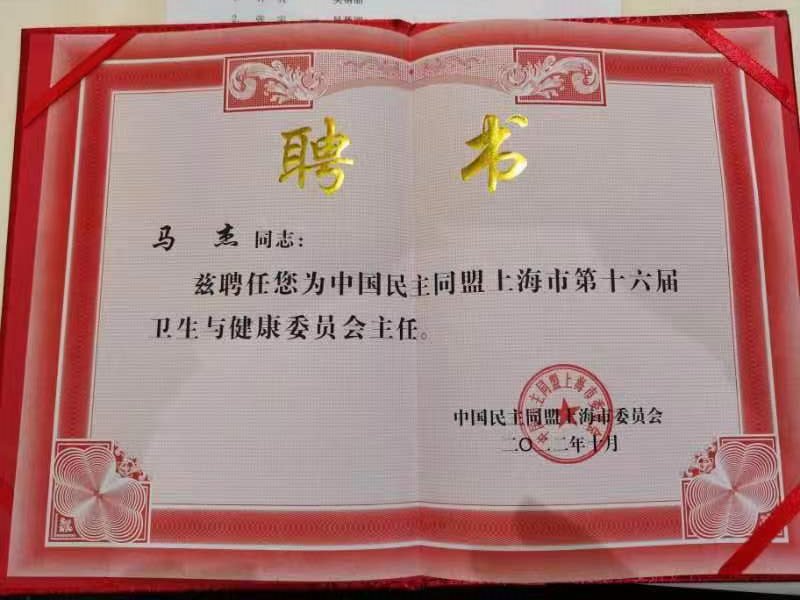 聘书
马 杰 同志：
兹聘任您为中国民主同盟上海市第十六届
卫生与健康委员会主任。
中国民主同盟上海市委员会
二〇二二年十月